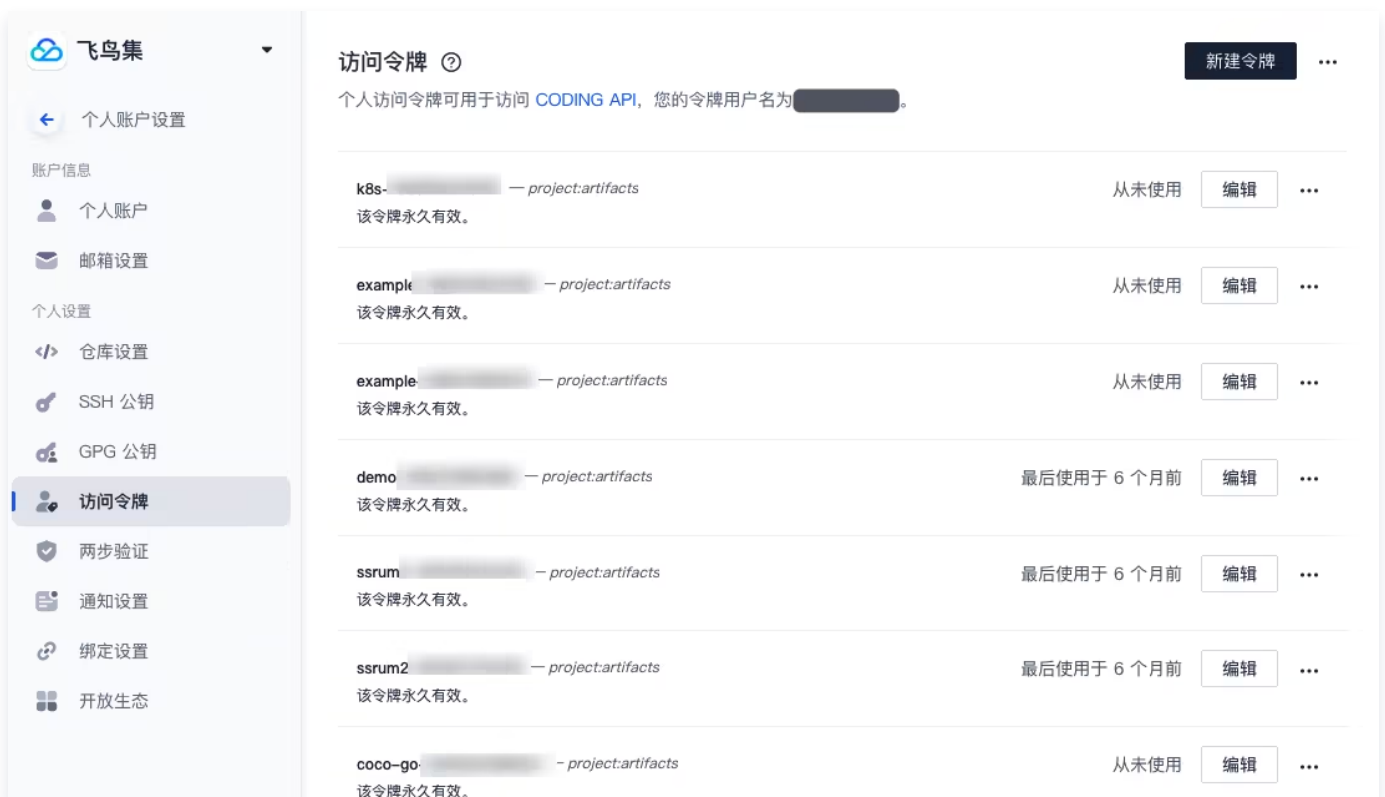 飞鸟集
个人账户设置
账户信息
个人账户
邮箱设置
个人设置
仓库设置
SSH 公钥
GPG 公钥
访问令牌
两步验证
通知设置
绑定设置
开放生态
访问令牌
新建令牌
个人访问令牌可用于访问 CODING API，您的令牌用户名为 。
k8s- — project:artifacts
从未使用 编辑
该令牌永久有效。
example — project:artifacts
从未使用 编辑
该令牌永久有效。
example- — project:artifacts
从未使用 编辑
该令牌永久有效。
demo — project:artifacts
最后使用于 6 个月前 编辑
该令牌永久有效。
ssrum — project:artifacts
最后使用于 6 个月前 编辑
该令牌永久有效。
ssrum2 — project:artifacts
最后使用于 6 个月前 编辑
该令牌永久有效。
coco-go- – project:artifacts
从未使用 编辑
该令牌永久有效。